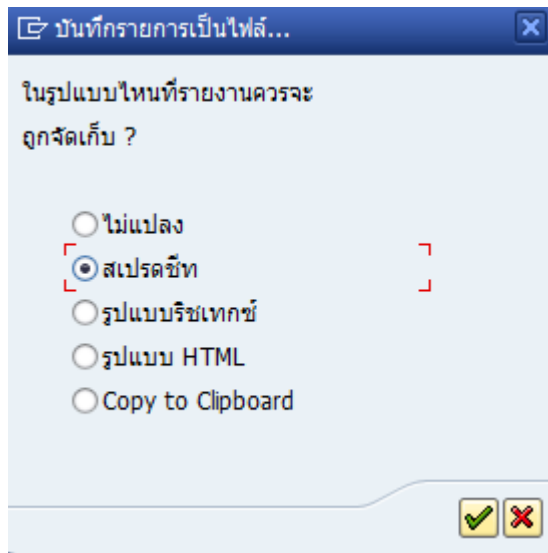 บันทึกรายการเป็นไฟล์...
ในรูปแบบไหนที่รายงานควรจะ
ถูกจัดเก็บ ?
ไม่แปลง
สเปรดชีท
รูปแบบริชเทกซ์
รูปแบบ HTML
Copy to Clipboard